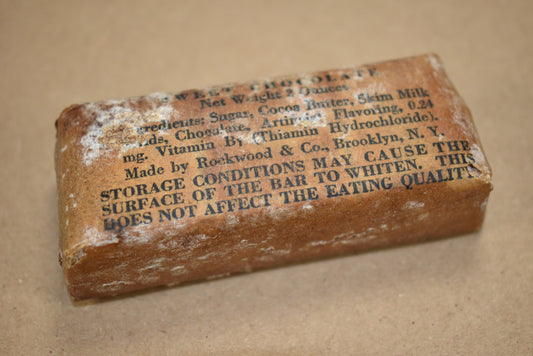 SWEET CHOCOLATE
Net Weight 2 Ounces
Ingredients: Sugar, Cocoa Butter, Skim Milk
Chocolate, Artificial Flavoring, 0.24
mg. Vitamin B1 (Thiamin Hydrochloride).
Made by Rockwood & Co., Brooklyn, N. Y.
STORAGE CONDITIONS MAY CAUSE THE
SURFACE OF THE BAR TO WHITEN. THIS
DOES NOT AFFECT THE EATING QUALITY